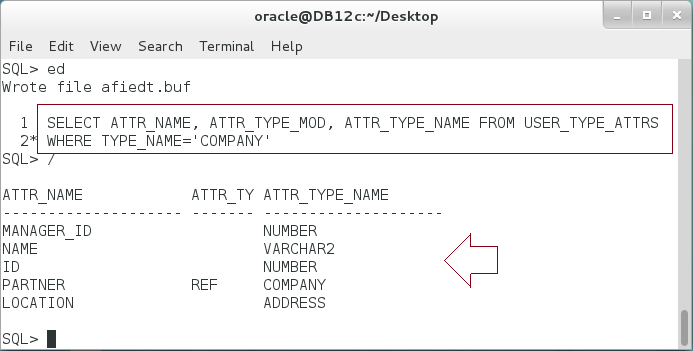 oracle@DB12c:~/Desktop
File Edit View Search Terminal Help
SQL> ed
Wrote file afiedt.buf
1 SELECT ATTR_NAME, ATTR_TYPE_MOD, ATTR_TYPE_NAME FROM USER_TYPE_ATTRS
2* WHERE TYPE_NAME='COMPANY'
SQL> /
ATTR_NAME ATTR_TY ATTR_TYPE_NAME
-------------------- ------- --------------------
MANAGER_ID NUMBER
NAME VARCHAR2
ID NUMBER
PARTNER REF COMPANY
LOCATION ADDRESS
SQL>